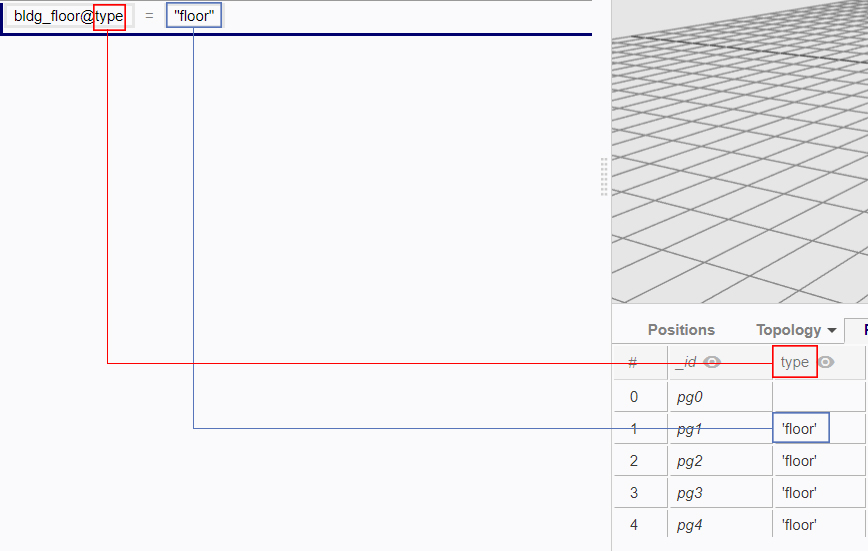 bldg_floor@type = "floor"
Positions Topology
# _id type
0 pg0
1 pg1 'floor'
2 pg2 'floor'
3 pg3 'floor'
4 pg4 'floor'